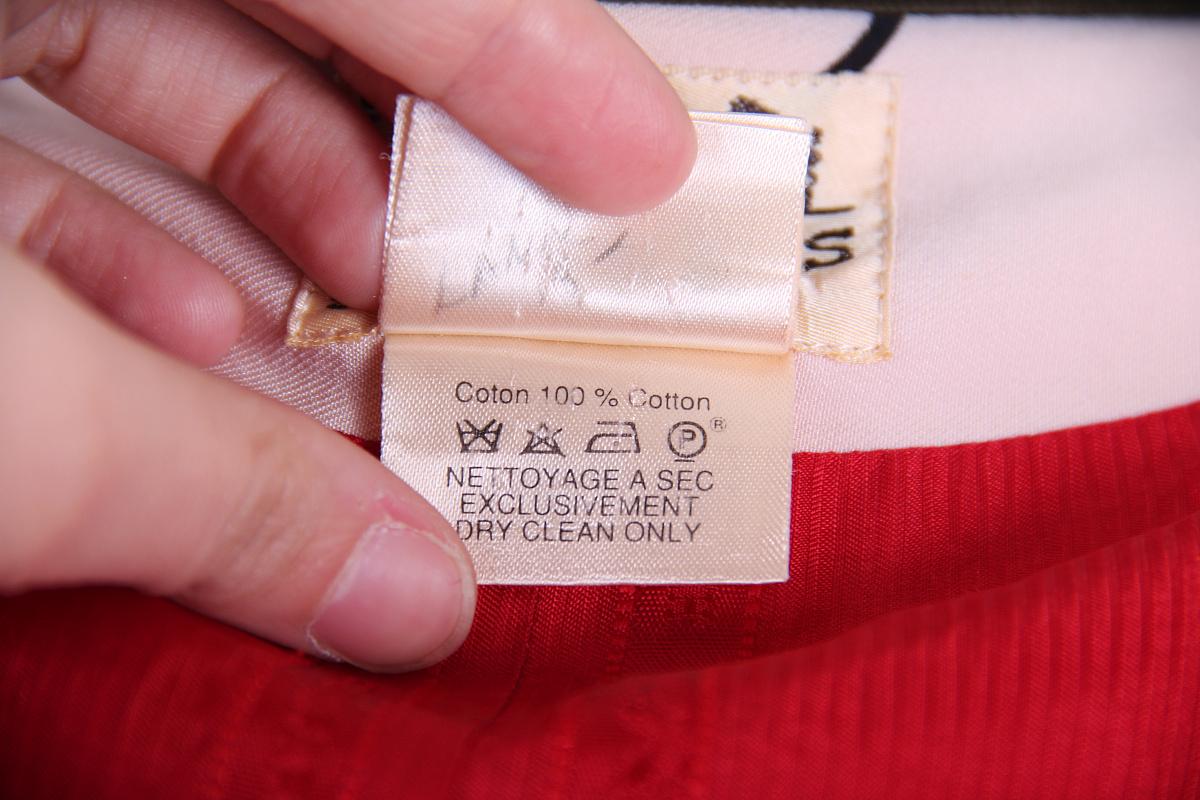 Coton 100 % Cotton
P ®
NETTOYAGE A SEC
EXCLUSIVEMENT
DRY CLEAN ONLY